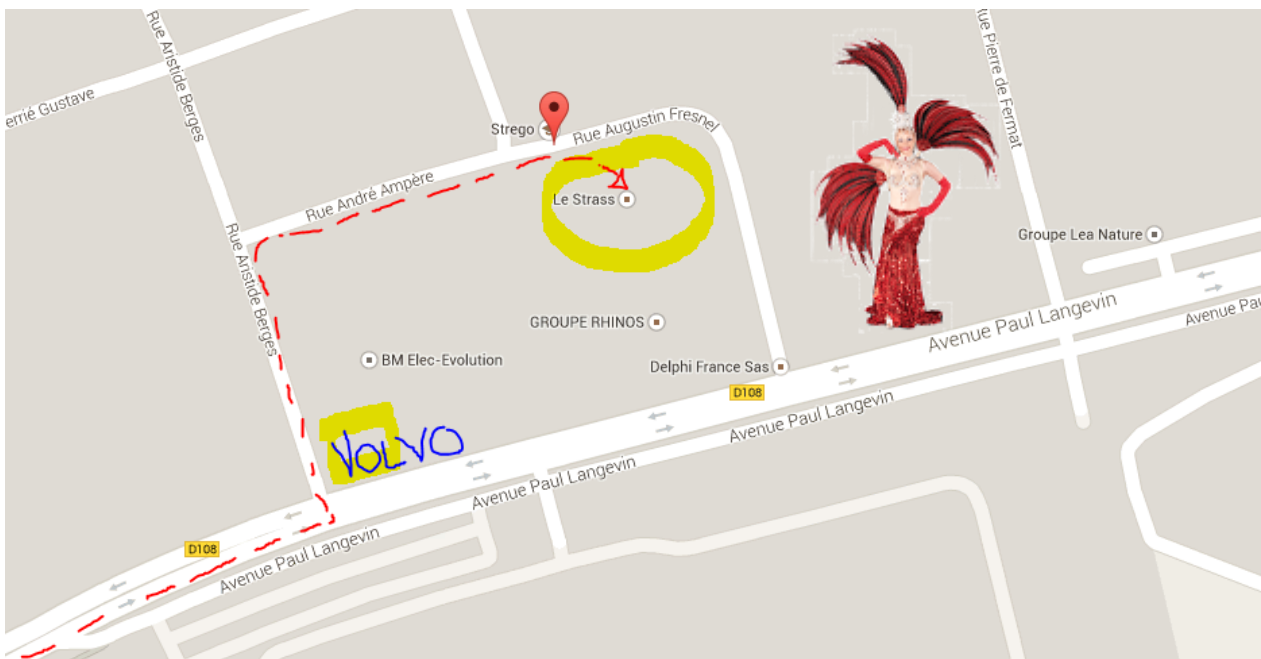 Rue Aristide Berges
Rue Pierre de Fermat
errié Gustave
Strego
Rue Augustin Fresnel
Rue André Ampère
Le Strass
Rue Aristide Berges
Groupe Lea Nature
GROUPE RHINOS
Avenue Paul Langevin
Avenue Pa
BM Elec-Evolution
Delphi France Sas
D108
Avenue Paul Langevin
VOLVO
Avenue Paul Langevin
D108
Avenue Paul Langevin